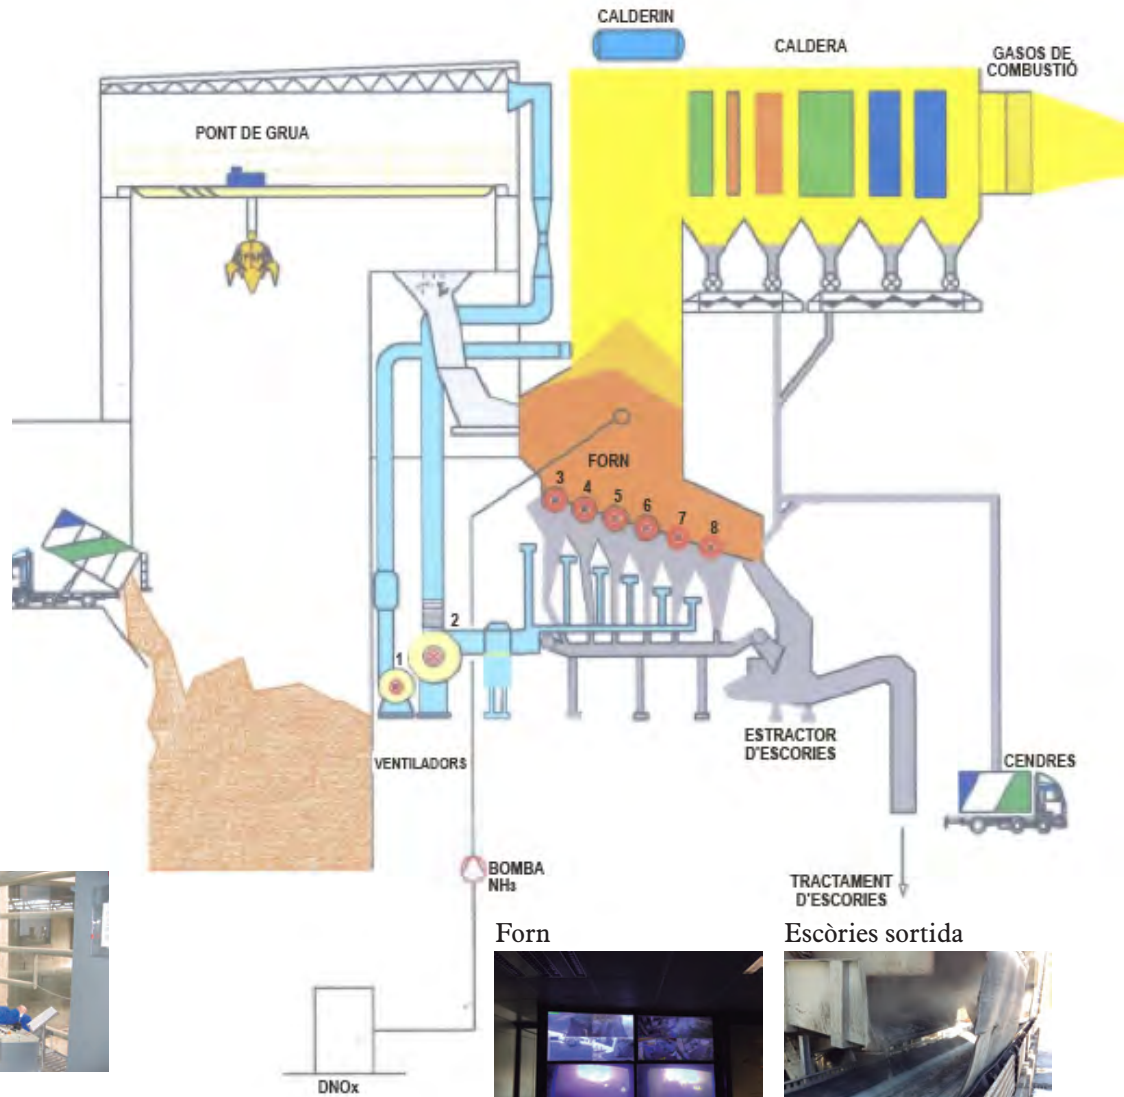 CALDERIN
CALDERA
GASOS DE
COMBUSTIÓ
PONT DE GRUA
FORN
3
4
5
6
7
8
2
1
VENTILADORS
ESTRACTOR
D'ESCORIES
CENDRES
BOMBA
NH₃
TRACTAMENT
D'ESCORIES
Forn
Escòries sortida
DNOx